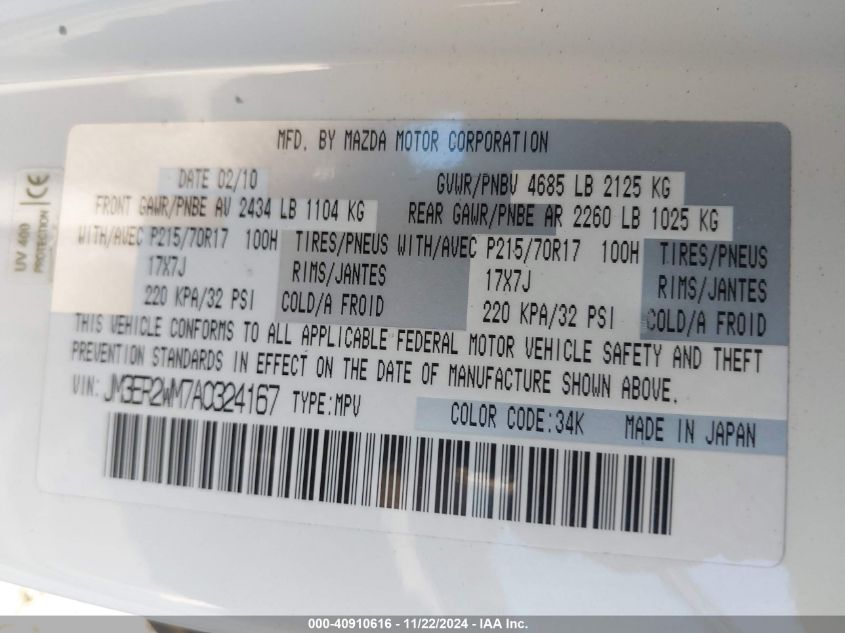 MFD. BY MAZDA MOTOR CORPORATION
DATE 02/10 GVWR/PNBV 4685 LB 2125 KG
FRONT GAWR/PNBE AV 2434 LB 1104 KG REAR GAWR/PNBE AR 2260 LB 1025 KG
WITH/AVEC P215/70R17 100H TIRES/PNEUS WITH/AVEC P215/70R17 100H TIRES/PNEUS
17X7J RIMS/JANTES 17X7J RIMS/JANTES
220 KPA/32 PSI COLD/A FROID 220 KPA/32 PSI COLD/A FROID
THIS VEHICLE CONFORMS TO ALL APPLICABLE FEDERAL MOTOR VEHICLE SAFETY AND THEFT
PREVENTION STANDARDS IN EFFECT ON THE DATE OF MANUFACTURE SHOWN ABOVE.
VIN: JM3ER2WM7A0324167 TYPE:MPV COLOR CODE:34K MADE IN JAPAN
UV 400
PROTECTION CE
000-40910616 - 11/22/2024 - IAA Inc.